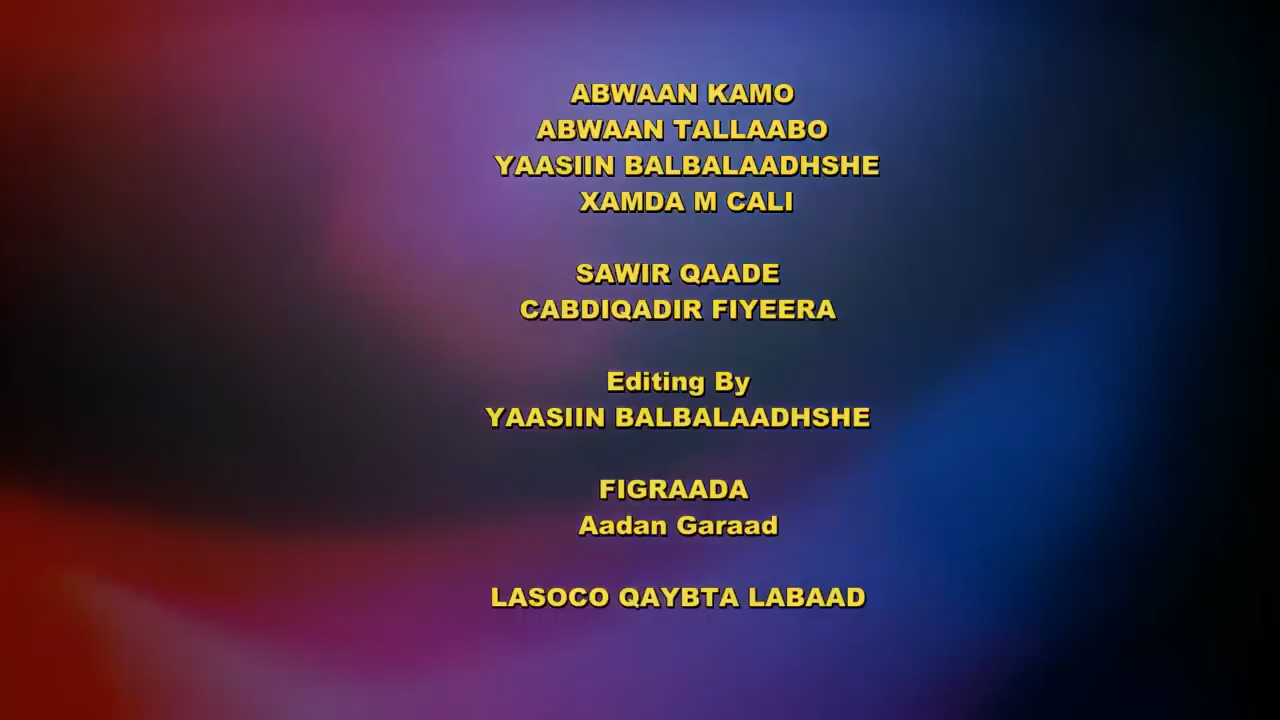 ABWAAN KAMO
ABWAAN TALLAABO
YAASIIN BALBALAADHSHE
XAMDA M CALI
SAWIR QAADE
CABDIQADIR FIYEERA
Editing By
YAASIIN BALBALAADHSHE
FIGRAADA
Aadan Garaad
LASOCO QAYBTA LABAAD